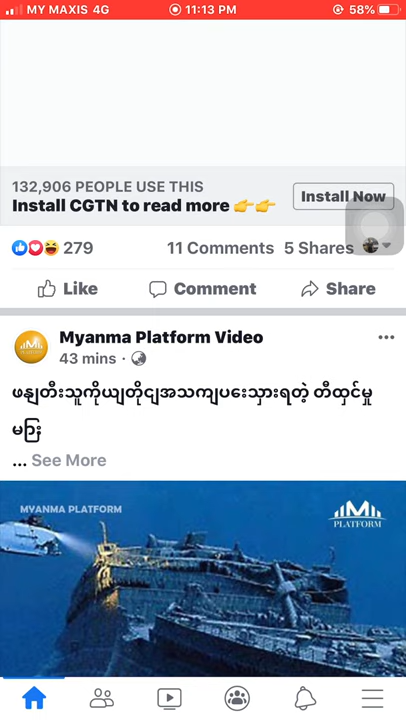 MY MAXIS 4G 11:13 PM 58%
132,906 PEOPLE USE THIS
Install CGTN to read more 👉👉
Install Now
279 11 Comments 5 Shares
Like Comment Share
Myanma Platform Video
43 mins ·
ဖနျတီးသူကိုယျတိုငျအသကျပေးသှားရတဲ့ တီထှငျမှု
မြား
... See More
MYANMA PLATFORM
PLATFORM